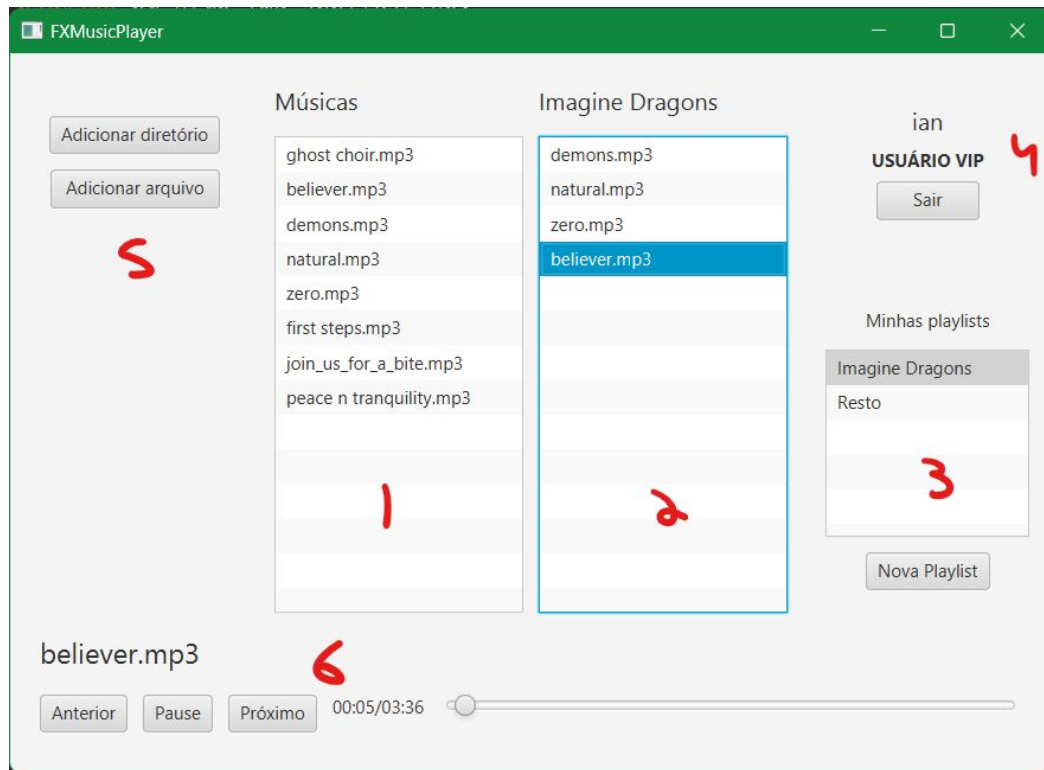 FXMusicPlayer
Adicionar diretório
Adicionar arquivo
5
Músicas
ghost choir.mp3
believer.mp3
demons.mp3
natural.mp3
zero.mp3
first steps.mp3
join_us_for_a_bite.mp3
peace n tranquility.mp3
1
Imagine Dragons
demons.mp3
natural.mp3
zero.mp3
believer.mp3
2
ian
USUÁRIO VIP
4
Sair
Minhas playlists
Imagine Dragons
Resto
3
Nova Playlist
believer.mp3
6
Anterior Pause Próximo 00:05/03:36